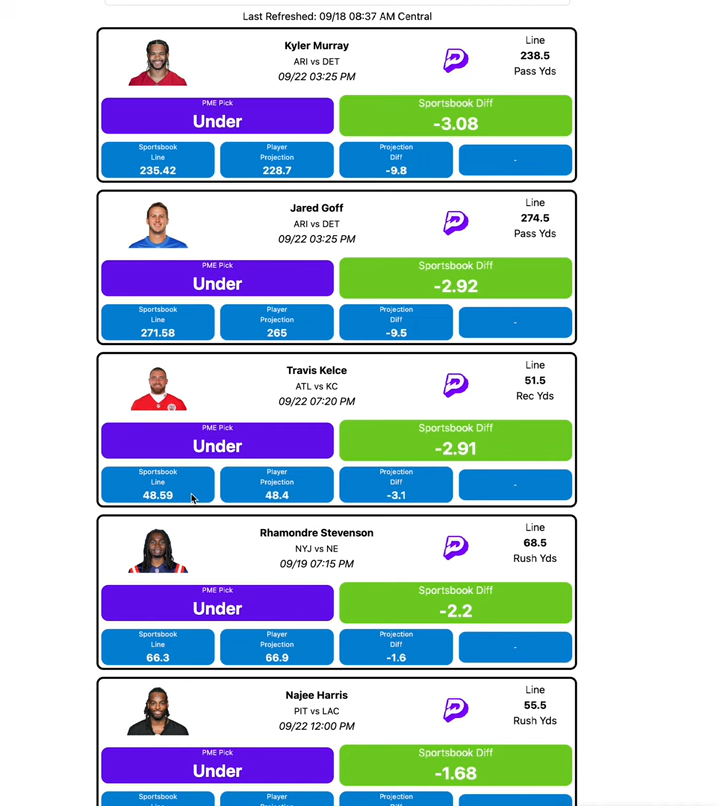 Last Refreshed: 09/18 08:37 AM Central
Kyler Murray
ARI vs DET
09/22 03:25 PM
Line
238.5
Pass Yds
PME Pick
Under
Sportsbook Diff
-3.08
Sportsbook
Line
235.42
Player
Projection
228.7
Projection
Diff
-9.8
-
Jared Goff
ARI vs DET
09/22 03:25 PM
Line
274.5
Pass Yds
PME Pick
Under
Sportsbook Diff
-2.92
Sportsbook
Line
271.58
Player
Projection
265
Projection
Diff
-9.5
-
Travis Kelce
ATL vs KC
09/22 07:20 PM
Line
51.5
Rec Yds
PME Pick
Under
Sportsbook Diff
-2.91
Sportsbook
Line
48.59
Player
Projection
48.4
Projection
Diff
-3.1
-
Rhamondre Stevenson
NYJ vs NE
09/19 07:15 PM
Line
68.5
Rush Yds
PME Pick
Under
Sportsbook Diff
-2.2
Sportsbook
Line
66.3
Player
Projection
66.9
Projection
Diff
-1.6
-
Najee Harris
PIT vs LAC
09/22 12:00 PM
Line
55.5
Rush Yds
PME Pick
Under
Sportsbook Diff
-1.68
Sportsbook
Player
Projection